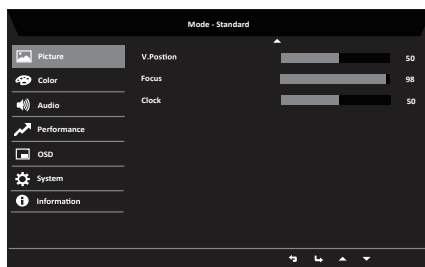 Mode - Standard
Picture
V.Postion 50
Color
Focus 98
Audio
Clock 50
Performance
OSD
System
Information